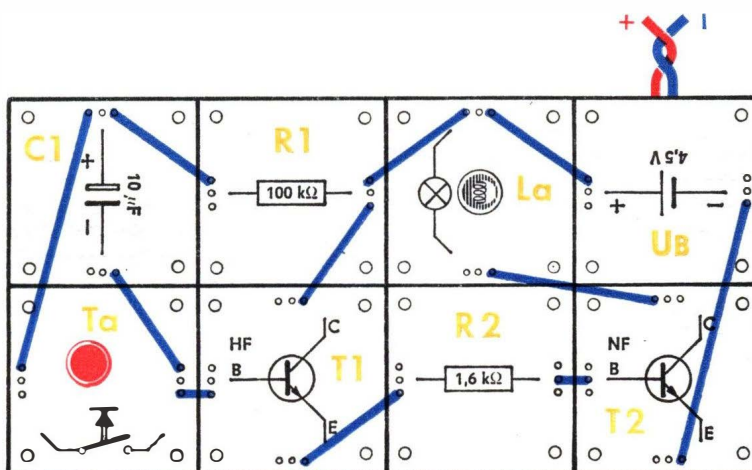 + −
C1
+
10 µF
−
R1
100 kΩ
La
4,5 V
+ −
UB
Ta
HF
C
B
T1
E
R2
1,6 kΩ
NF
C
B
T2
E